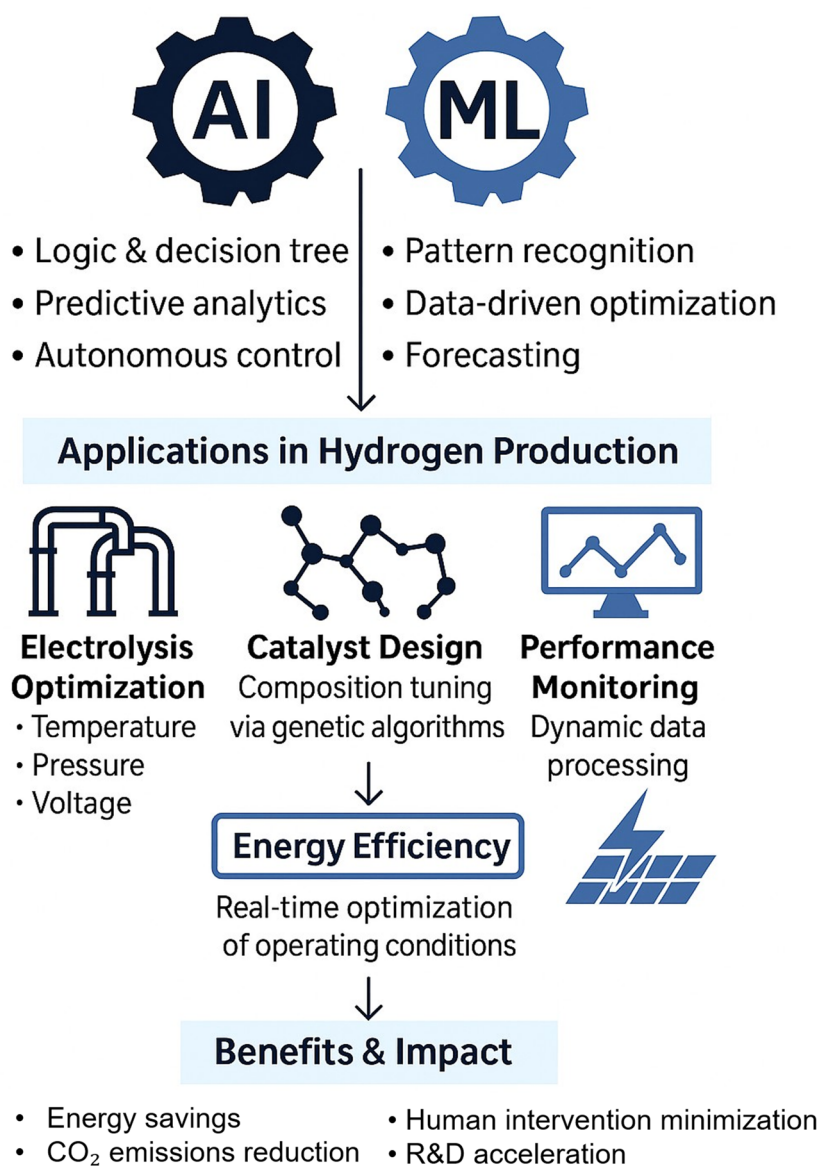 AI
ML
• Logic & decision tree
• Predictive analytics
• Autonomous control
• Pattern recognition
• Data-driven optimization
• Forecasting
Applications in Hydrogen Production
Electrolysis
Optimization
· Temperature
· Pressure
· Voltage
Catalyst Design
Composition tuning
via genetic algorithms
Performance
Monitoring
Dynamic data
processing
Energy Efficiency
Real-time optimization
of operating conditions
Benefits & Impact
• Energy savings
• CO₂ emissions reduction
• Human intervention minimization
• R&D acceleration